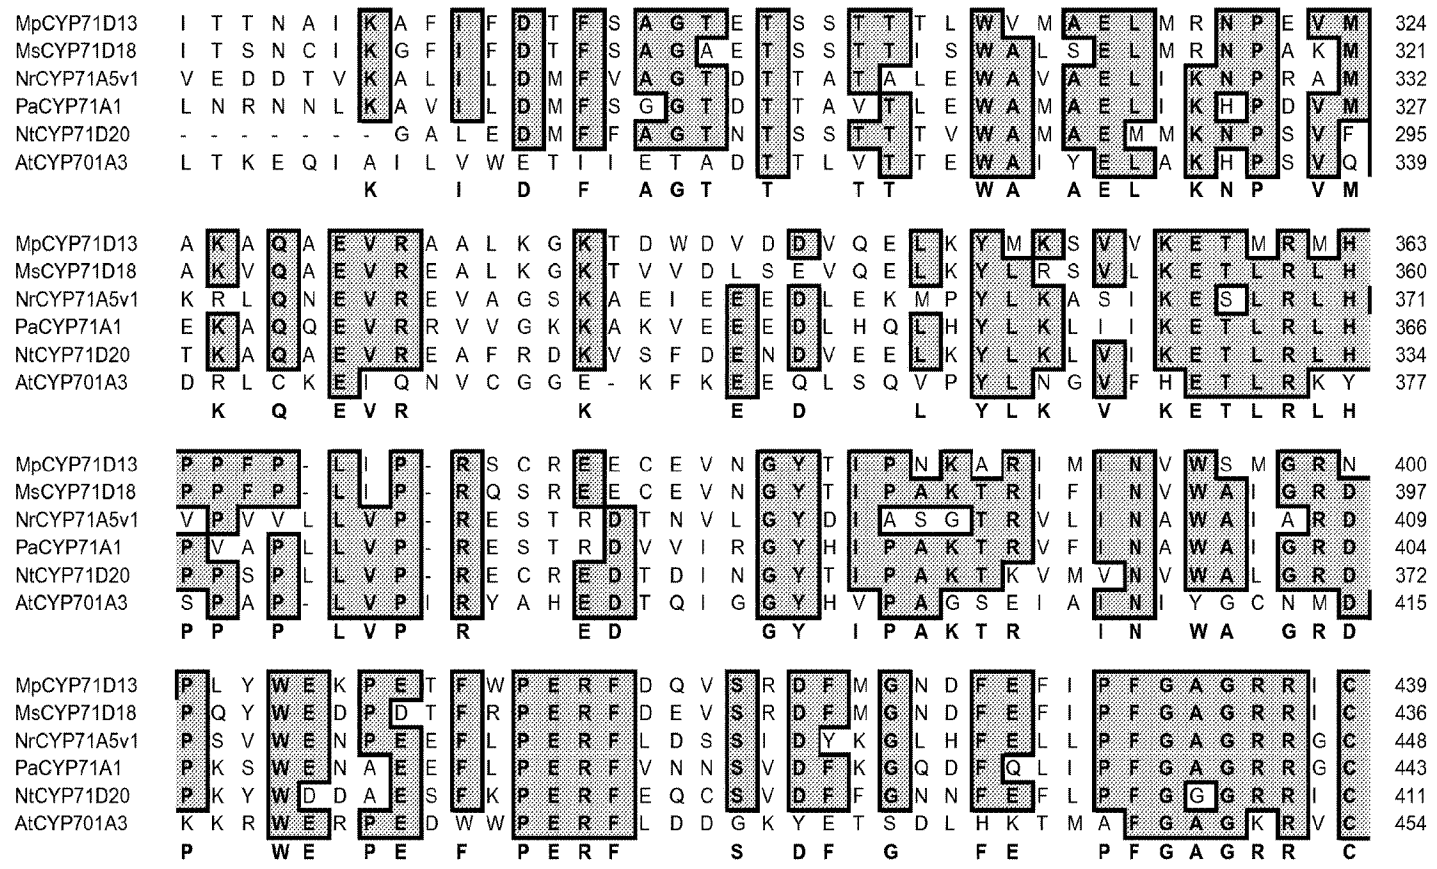 MpCYP71D13 I T T N A I K A F I F D T F S A G T E T S S T T T L W V M A E L M R N P E V M 324
MsCYP71D18 I T S N C I K G F I F D T F S A G A E T S S T T I S W A L S E L M R N P A K M 321
NrCYP71A5v1 V E D D T V K A L I L D M F V A G T D T T A T A L E W A V A E L I K N P R A M 332
PaCYP71A1 L N R N N L K A V I L D M F S G G T D T T A V T L E W A M A E L I K H P D V M 327
NtCYP71D20 - - - - - - - G A L E D M F F A G T N T S S T T T V W A M A E M M K N P S V F 295
AtCYP701A3 L T K E Q I A I L V W E T I I E T A D T T L V T T E W A I Y E L A K H P S V Q 339
K I D F A G T T T T W A A E L K N P V M
MpCYP71D13 A K A Q A E V R A A L K G K T D W D V D D V Q E L K Y M K S V V K E T M R M H 363
MsCYP71D18 A K V Q A E V R E A L K G K T V V D L S E V Q E L K Y L R S V L K E T L R L H 360
NrCYP71A5v1 K R L Q N E V R E V A G S K A E I E E E D L E K M P Y L K A S I K E S L R L H 371
PaCYP71A1 E K A Q Q E V R R V V G K K A K V E E E D L H Q L H Y L K L I I K E T L R L H 366
NtCYP71D20 T K A Q A E V R E A F R D K V S F D E N D V E E L K Y L K L V I K E T L R L H 334
AtCYP701A3 D R L C K E I Q N V C G G E - K F K E E Q L S Q V P Y L N G V F H E T L R K Y 377
K Q E V R K E D L Y L K V K E T L R L H
MpCYP71D13 P P F P - L I P - R S C R E E C E V N G Y T I P N K A R I M I N V W S M G R N 400
MsCYP71D18 P P F P - L I P - R Q S R E E C E V N G Y T I P A K T R I F I N V W A I G R D 397
NrCYP71A5v1 V P V V L L V P - R E S T R D T N V L G Y D I A S G T R V L I N A W A I A R D 409
PaCYP71A1 P V A P L L V P - R E S T R D V V I R G Y H I P A K T R V F I N A W A I G R D 404
NtCYP71D20 P P S P L L V P - R E C R E D T D I N G Y T I P A K T K V M V N V W A L G R D 372
AtCYP701A3 S P A P - L V P I R Y A H E D T Q I G G Y H V P A G S E I A I N I Y G C N M D 415
P P P L V P R E D G Y I P A K T R I N W A G R D
MpCYP71D13 P L Y W E K P E T F W P E R F D Q V S R D F M G N D F E F I P F G A G R R I C 439
MsCYP71D18 P Q Y W E D P D T F R P E R F D E V S R D F M G N D F E F I P F G A G R R I C 436
NrCYP71A5v1 P S V W E N P E E F L P E R F L D S S I D Y K G L H F E L L P F G A G R R G C 448
PaCYP71A1 P K S W E N A E E F L P E R F V N N S V D F K G Q D F Q L I P F G A G R R G C 443
NtCYP71D20 P K Y W D D A E S F K P E R F E Q C S V D F F G N N F E F L P F G G G R R I C 411
AtCYP701A3 K K R W E R P E D W W P E R F L D D G K Y E T S D L H K T M A F G A G K R V C 454
P W E P E F P E R F S D F G F E P F G A G R R C